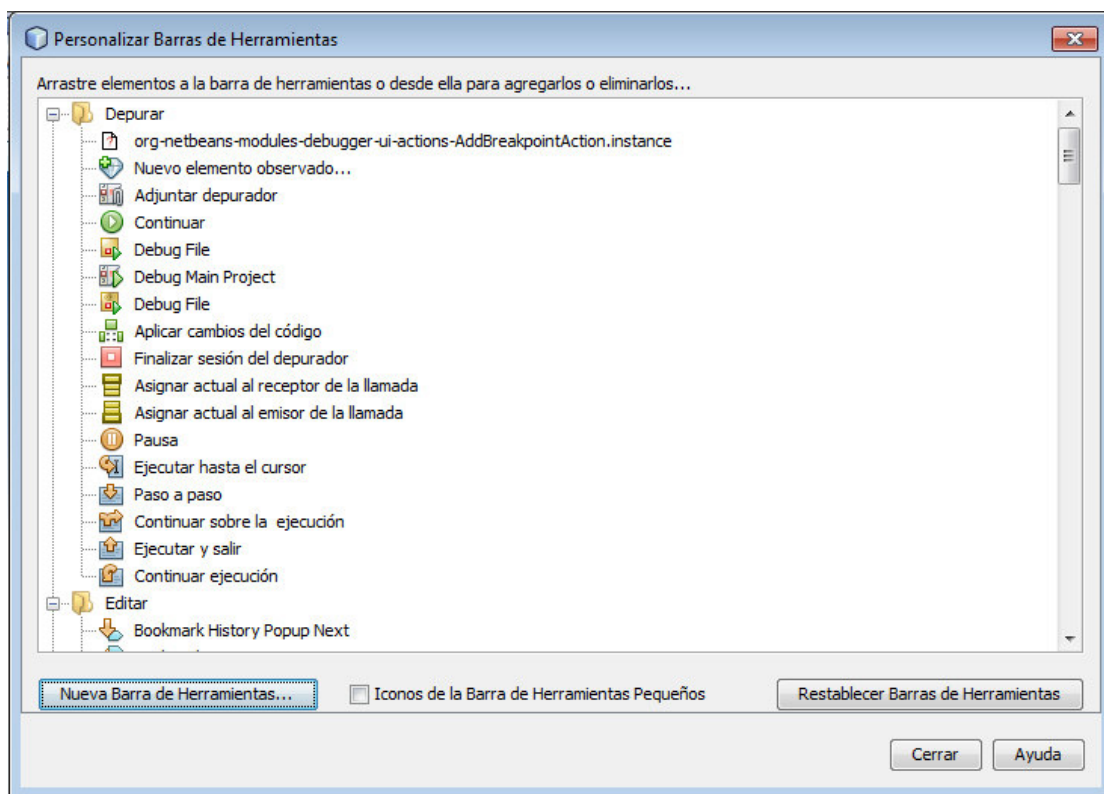 Personalizar Barras de Herramientas
Arrastre elementos a la barra de herramientas o desde ella para agregarlos o eliminarlos...
Depurar
org-netbeans-modules-debugger-ui-actions-AddBreakpointAction.instance
Nuevo elemento observado...
Adjuntar depurador
Continuar
Debug File
Debug Main Project
Debug File
Aplicar cambios del código
Finalizar sesión del depurador
Asignar actual al receptor de la llamada
Asignar actual al emisor de la llamada
Pausa
Ejecutar hasta el cursor
Paso a paso
Continuar sobre la ejecución
Ejecutar y salir
Continuar ejecución
Editar
Bookmark History Popup Next
Nueva Barra de Herramientas... Iconos de la Barra de Herramientas Pequeños Restablecer Barras de Herramientas
Cerrar Ayuda